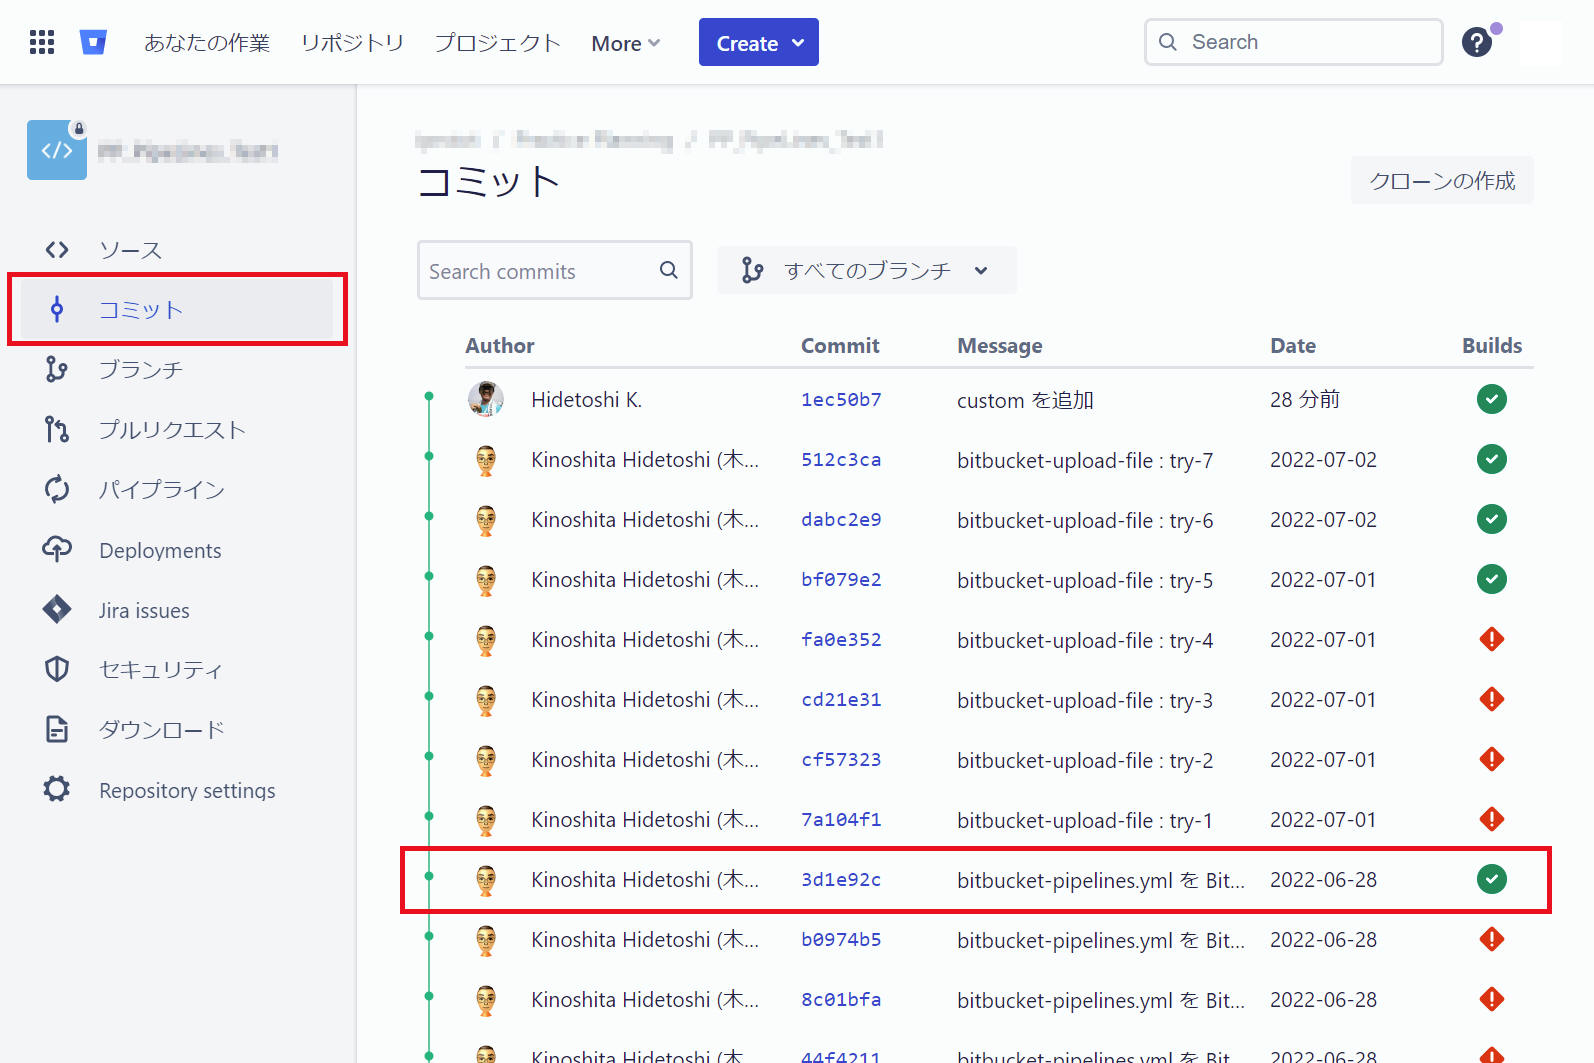 あなたの作業 リポジトリ プロジェクト More Create Search ?
</>
コミット
クローンの作成
ソース
コミット
ブランチ
プルリクエスト
パイプライン
Deployments
Jira issues
セキュリティ
ダウンロード
Repository settings
Search commits すべてのブランチ
Author Commit Message Date Builds
Hidetoshi K. 1ec50b7 custom を追加 28 分前
Kinoshita Hidetoshi (木... 512c3ca bitbucket-upload-file : try-7 2022-07-02
Kinoshita Hidetoshi (木... dabc2e9 bitbucket-upload-file : try-6 2022-07-02
Kinoshita Hidetoshi (木... bf079e2 bitbucket-upload-file : try-5 2022-07-01
Kinoshita Hidetoshi (木... fa0e352 bitbucket-upload-file : try-4 2022-07-01
Kinoshita Hidetoshi (木... cd21e31 bitbucket-upload-file : try-3 2022-07-01
Kinoshita Hidetoshi (木... cf57323 bitbucket-upload-file : try-2 2022-07-01
Kinoshita Hidetoshi (木... 7a104f1 bitbucket-upload-file : try-1 2022-07-01
Kinoshita Hidetoshi (木... 3d1e92c bitbucket-pipelines.yml を Bit... 2022-06-28
Kinoshita Hidetoshi (木... b0974b5 bitbucket-pipelines.yml を Bit... 2022-06-28
Kinoshita Hidetoshi (木... 8c01bfa bitbucket-pipelines.yml を Bit... 2022-06-28
Kinoshita Hidetoshi (木... 44f4211 bitbucket-pipelines.yml を Bit... 2022-06-28